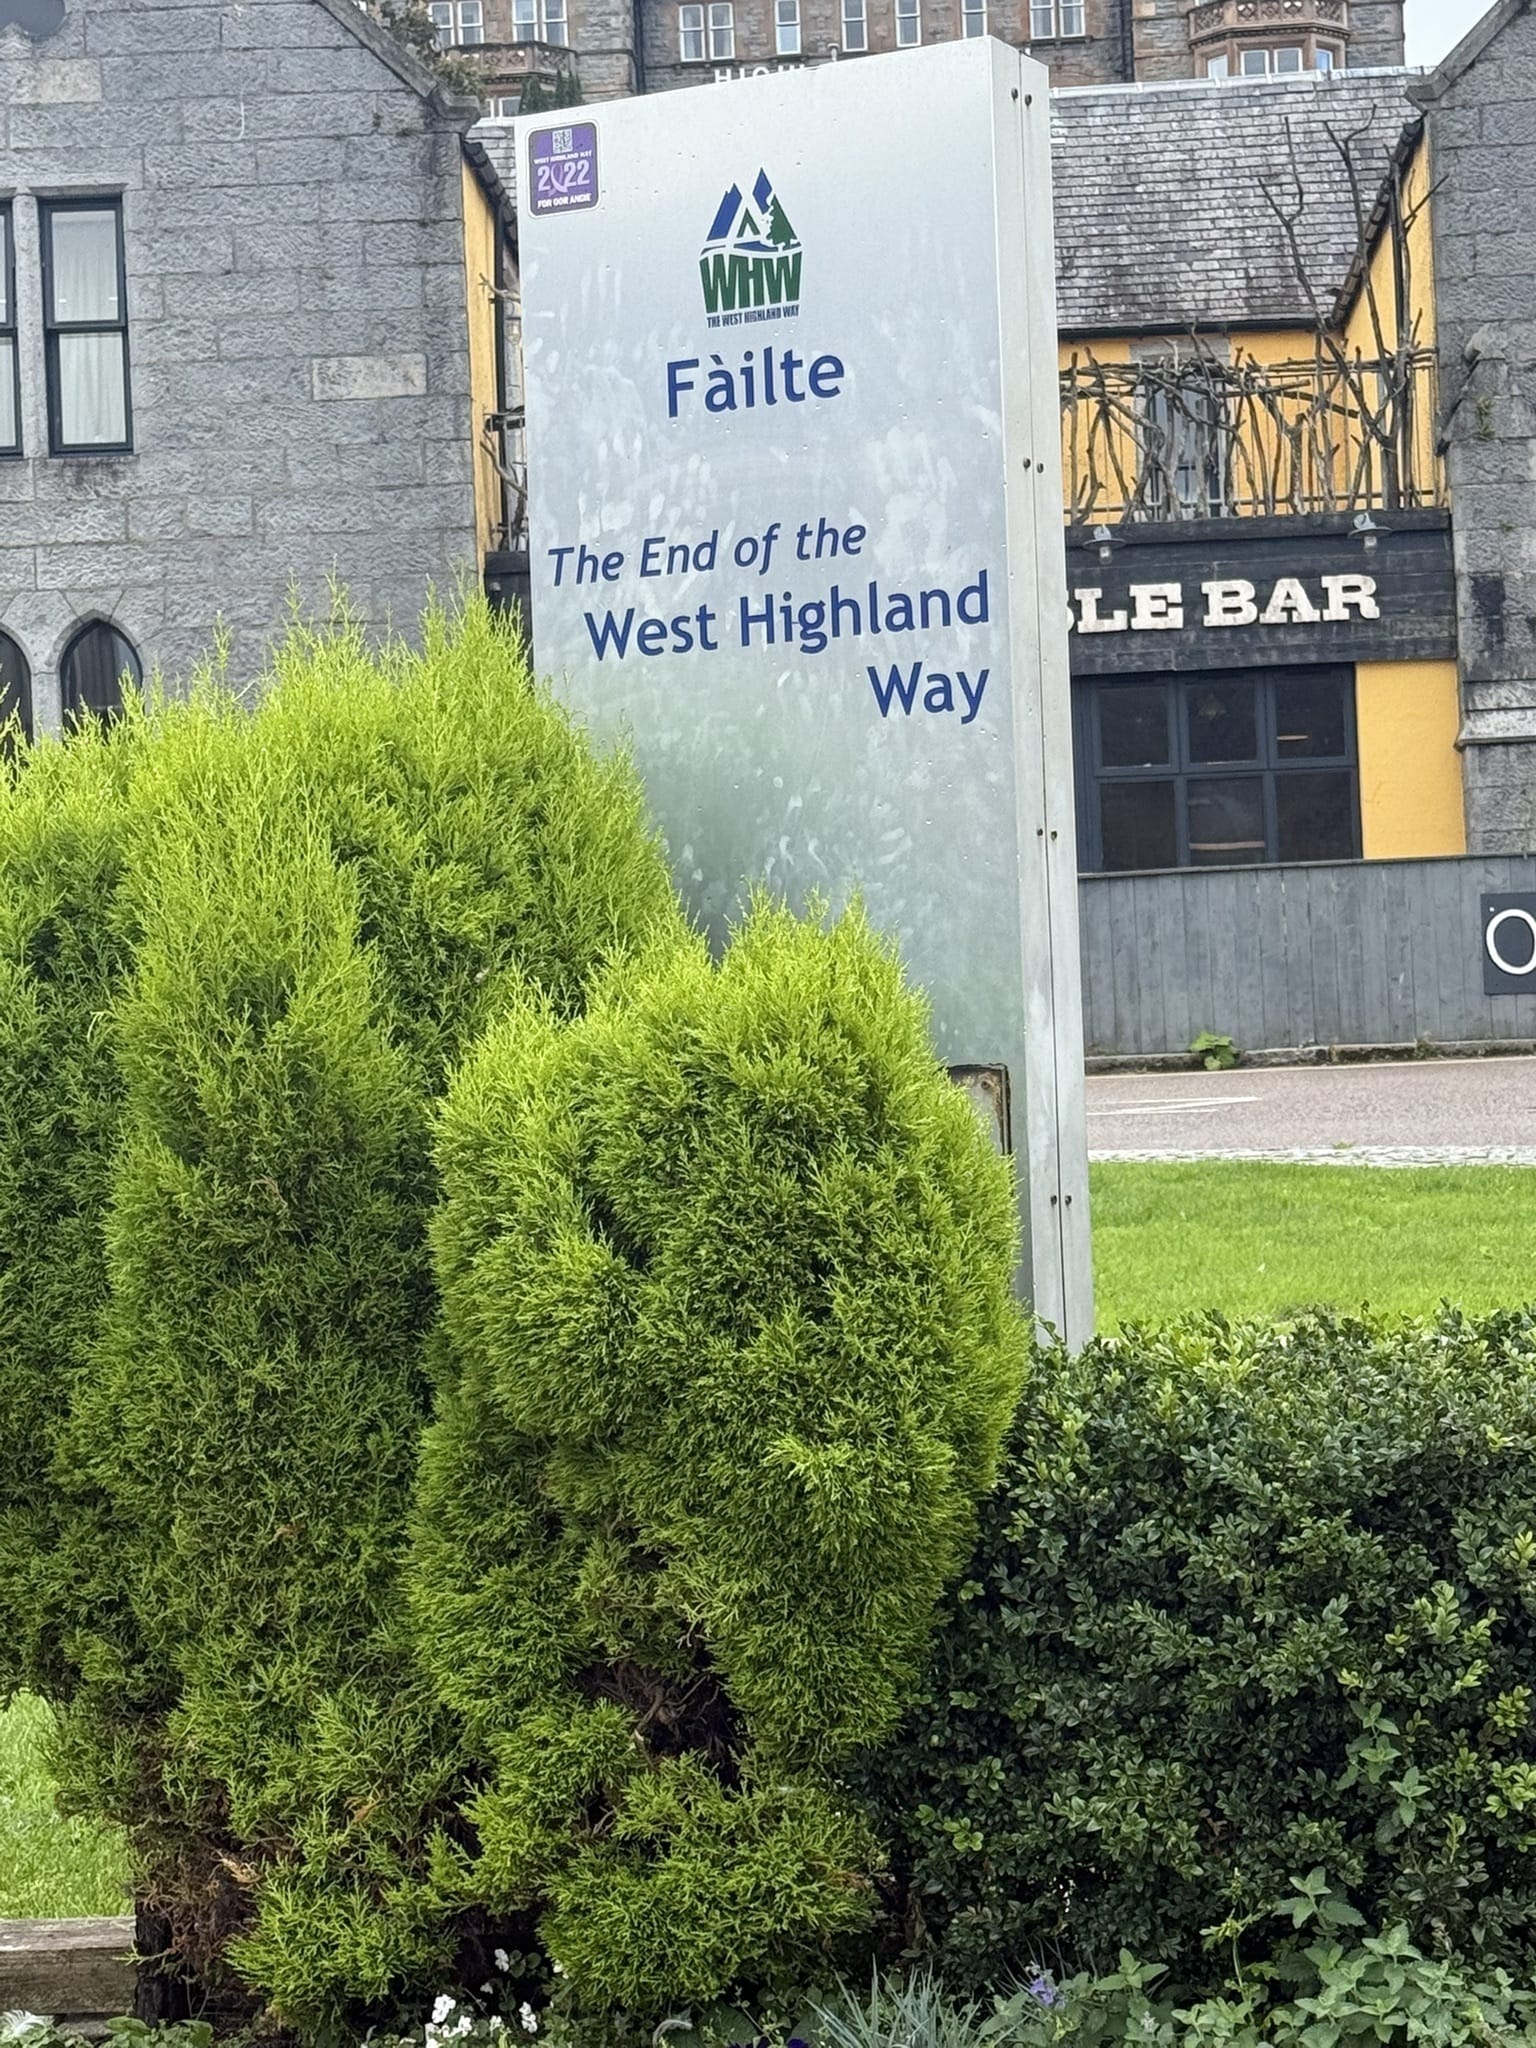 WEST HIGHLAND WAY
2022
FOR OOR ANGIE
WHW
THE WEST HIGHLAND WAY
Fàilte
The End of the
West Highland
Way
BLE BAR